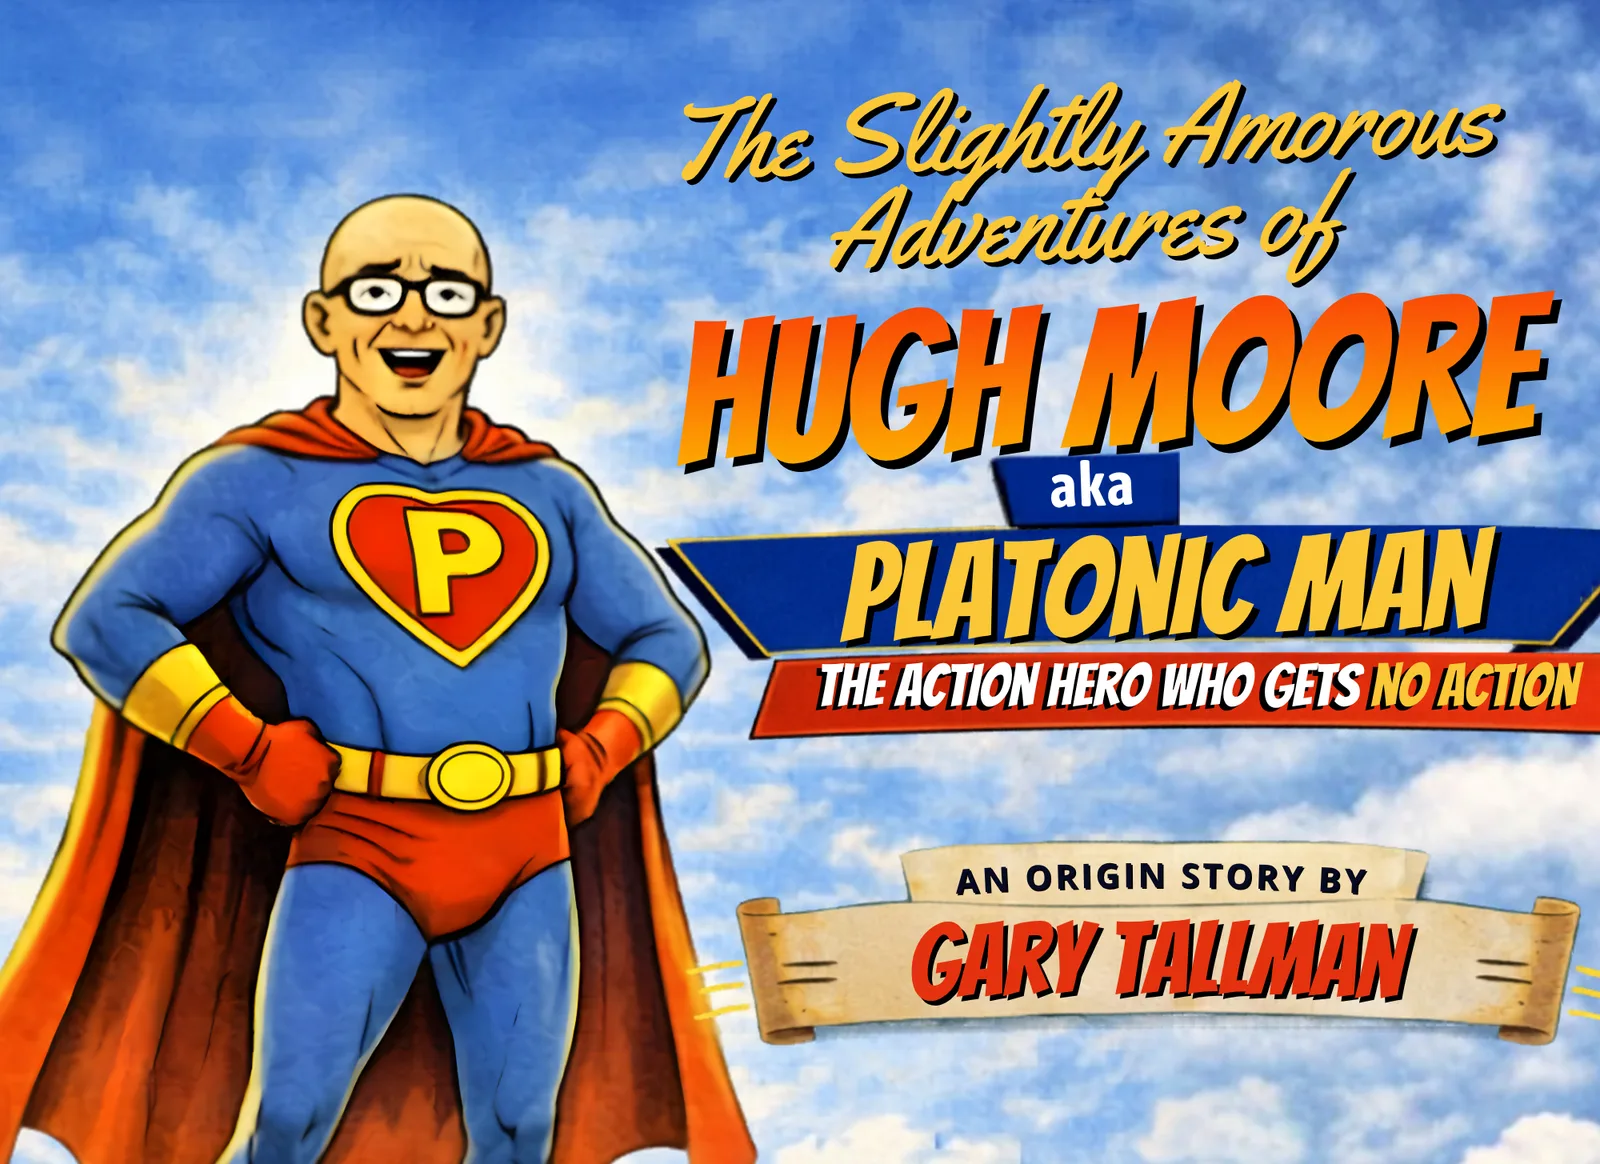 The Slightly Amorous
Adventures of
HUGH MOORE
aka
PLATONIC MAN
THE ACTION HERO WHO GETS NO ACTION
P
AN ORIGIN STORY BY
GARY TALLMAN